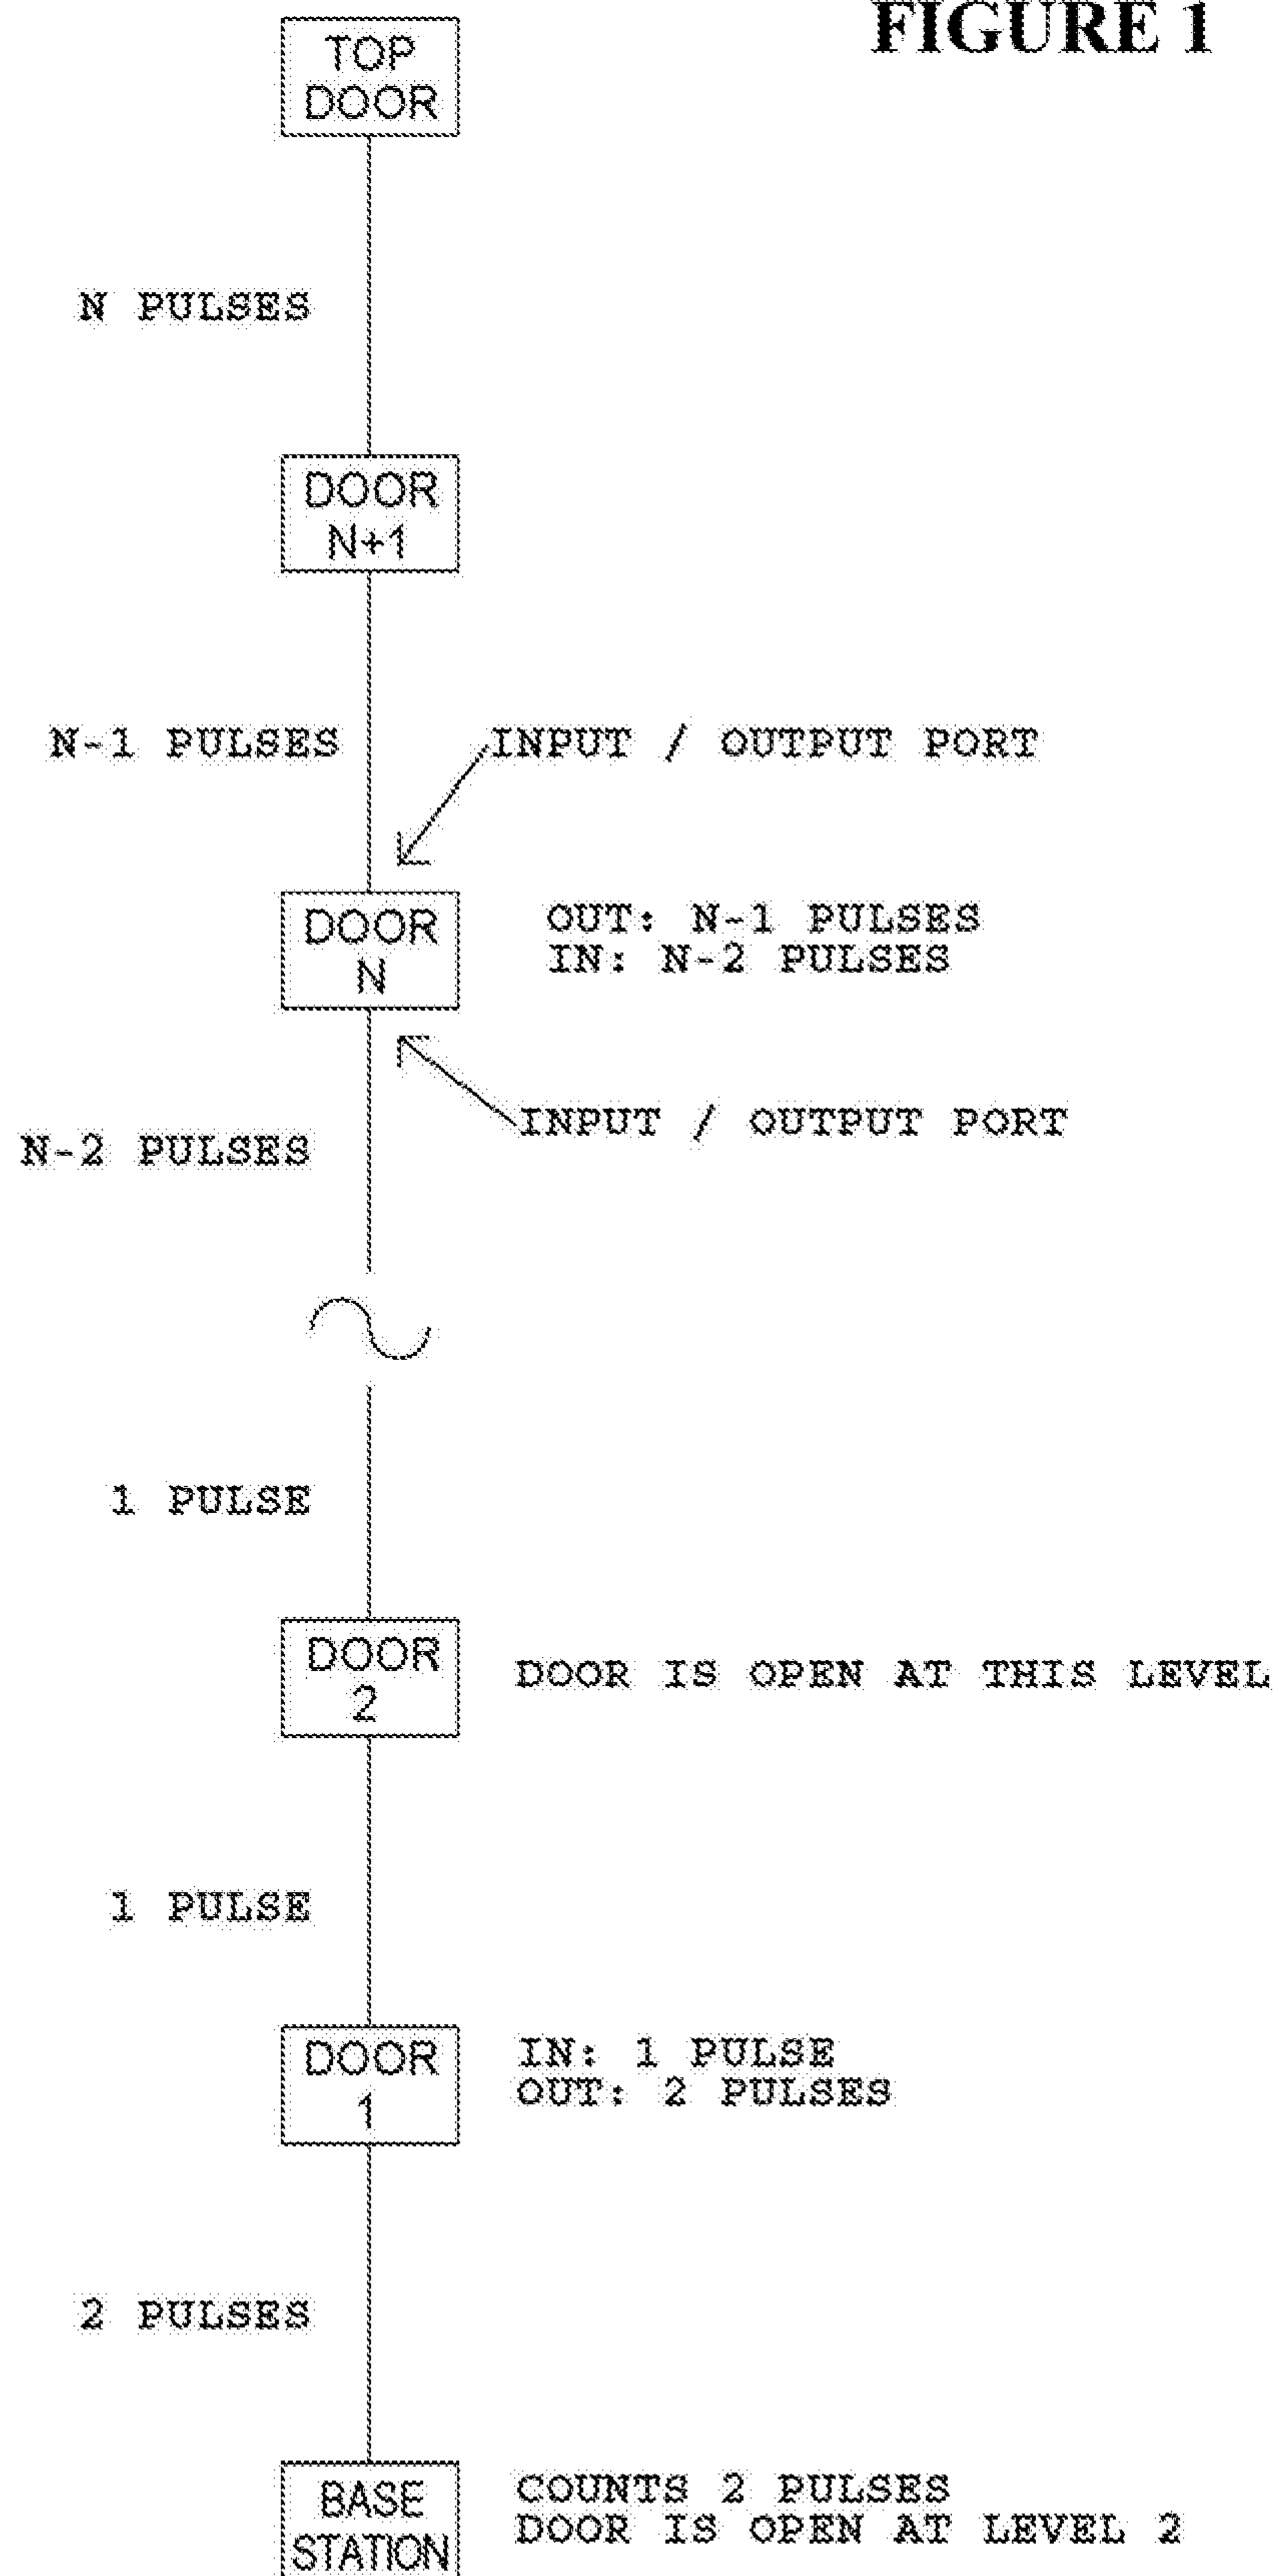 FIGURE 1
TOP
DOOR
N PULSES
DOOR
N+1
N-1 PULSES
INPUT / OUTPUT PORT
DOOR
N
OUT: N-1 PULSES
IN: N-2 PULSES
INPUT / OUTPUT PORT
N-2 PULSES
1 PULSE
DOOR
2
DOOR IS OPEN AT THIS LEVEL
1 PULSE
DOOR
1
IN: 1 PULSE
OUT: 2 PULSES
2 PULSES
BASE
STATION
COUNTS 2 PULSES
DOOR IS OPEN AT LEVEL 2